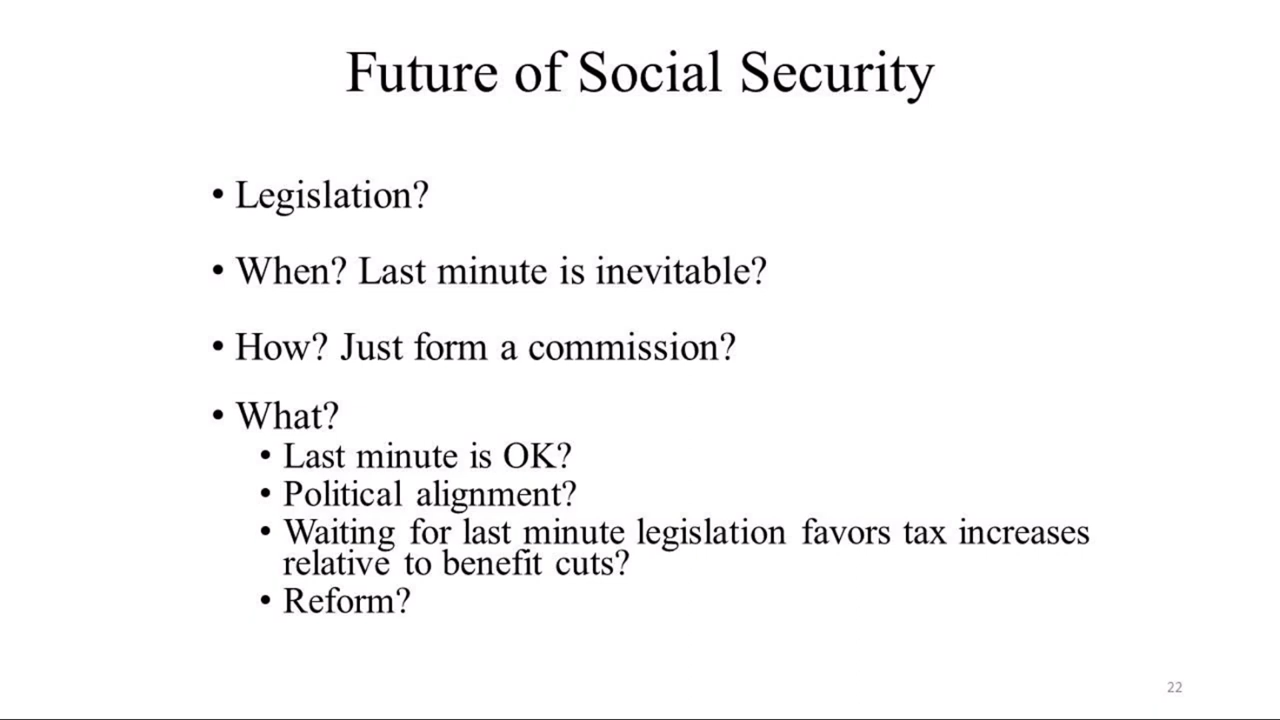 Future of Social Security
• Legislation?
• When? Last minute is inevitable?
• How? Just form a commission?
• What?
• Last minute is OK?
• Political alignment?
• Waiting for last minute legislation favors tax increases
relative to benefit cuts?
• Reform?
22